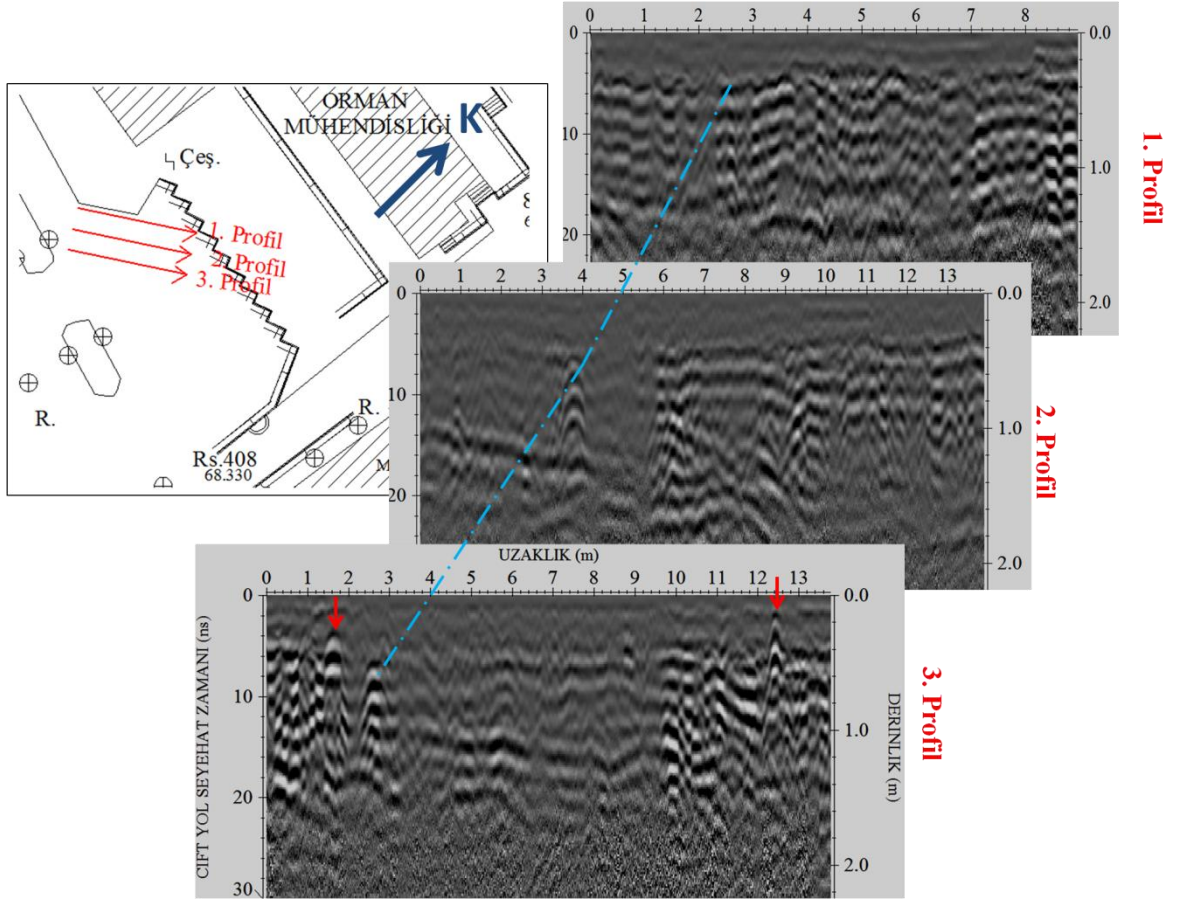 ORMAN
MÜHENDİSLİĞİ
K
Çeş.
1. Profil
2. Profil
3. Profil
R.
R.
Rs.408
68.330
0 1 2 3 4 5 6 7 8
0
10
20
0.0
1.0
2.0
1. Profil
0 1 2 3 4 5 6 7 8 9 10 11 12 13
0
10
20
0.0
1.0
2.0
2. Profil
UZAKLIK (m)
0 1 2 3 4 5 6 7 8 9 10 11 12 13
0
10
20
30
0.0
1.0
2.0
CIFT YOL SEYEHAT ZAMANI (ns)
DERINLIK (m)
3. Profil